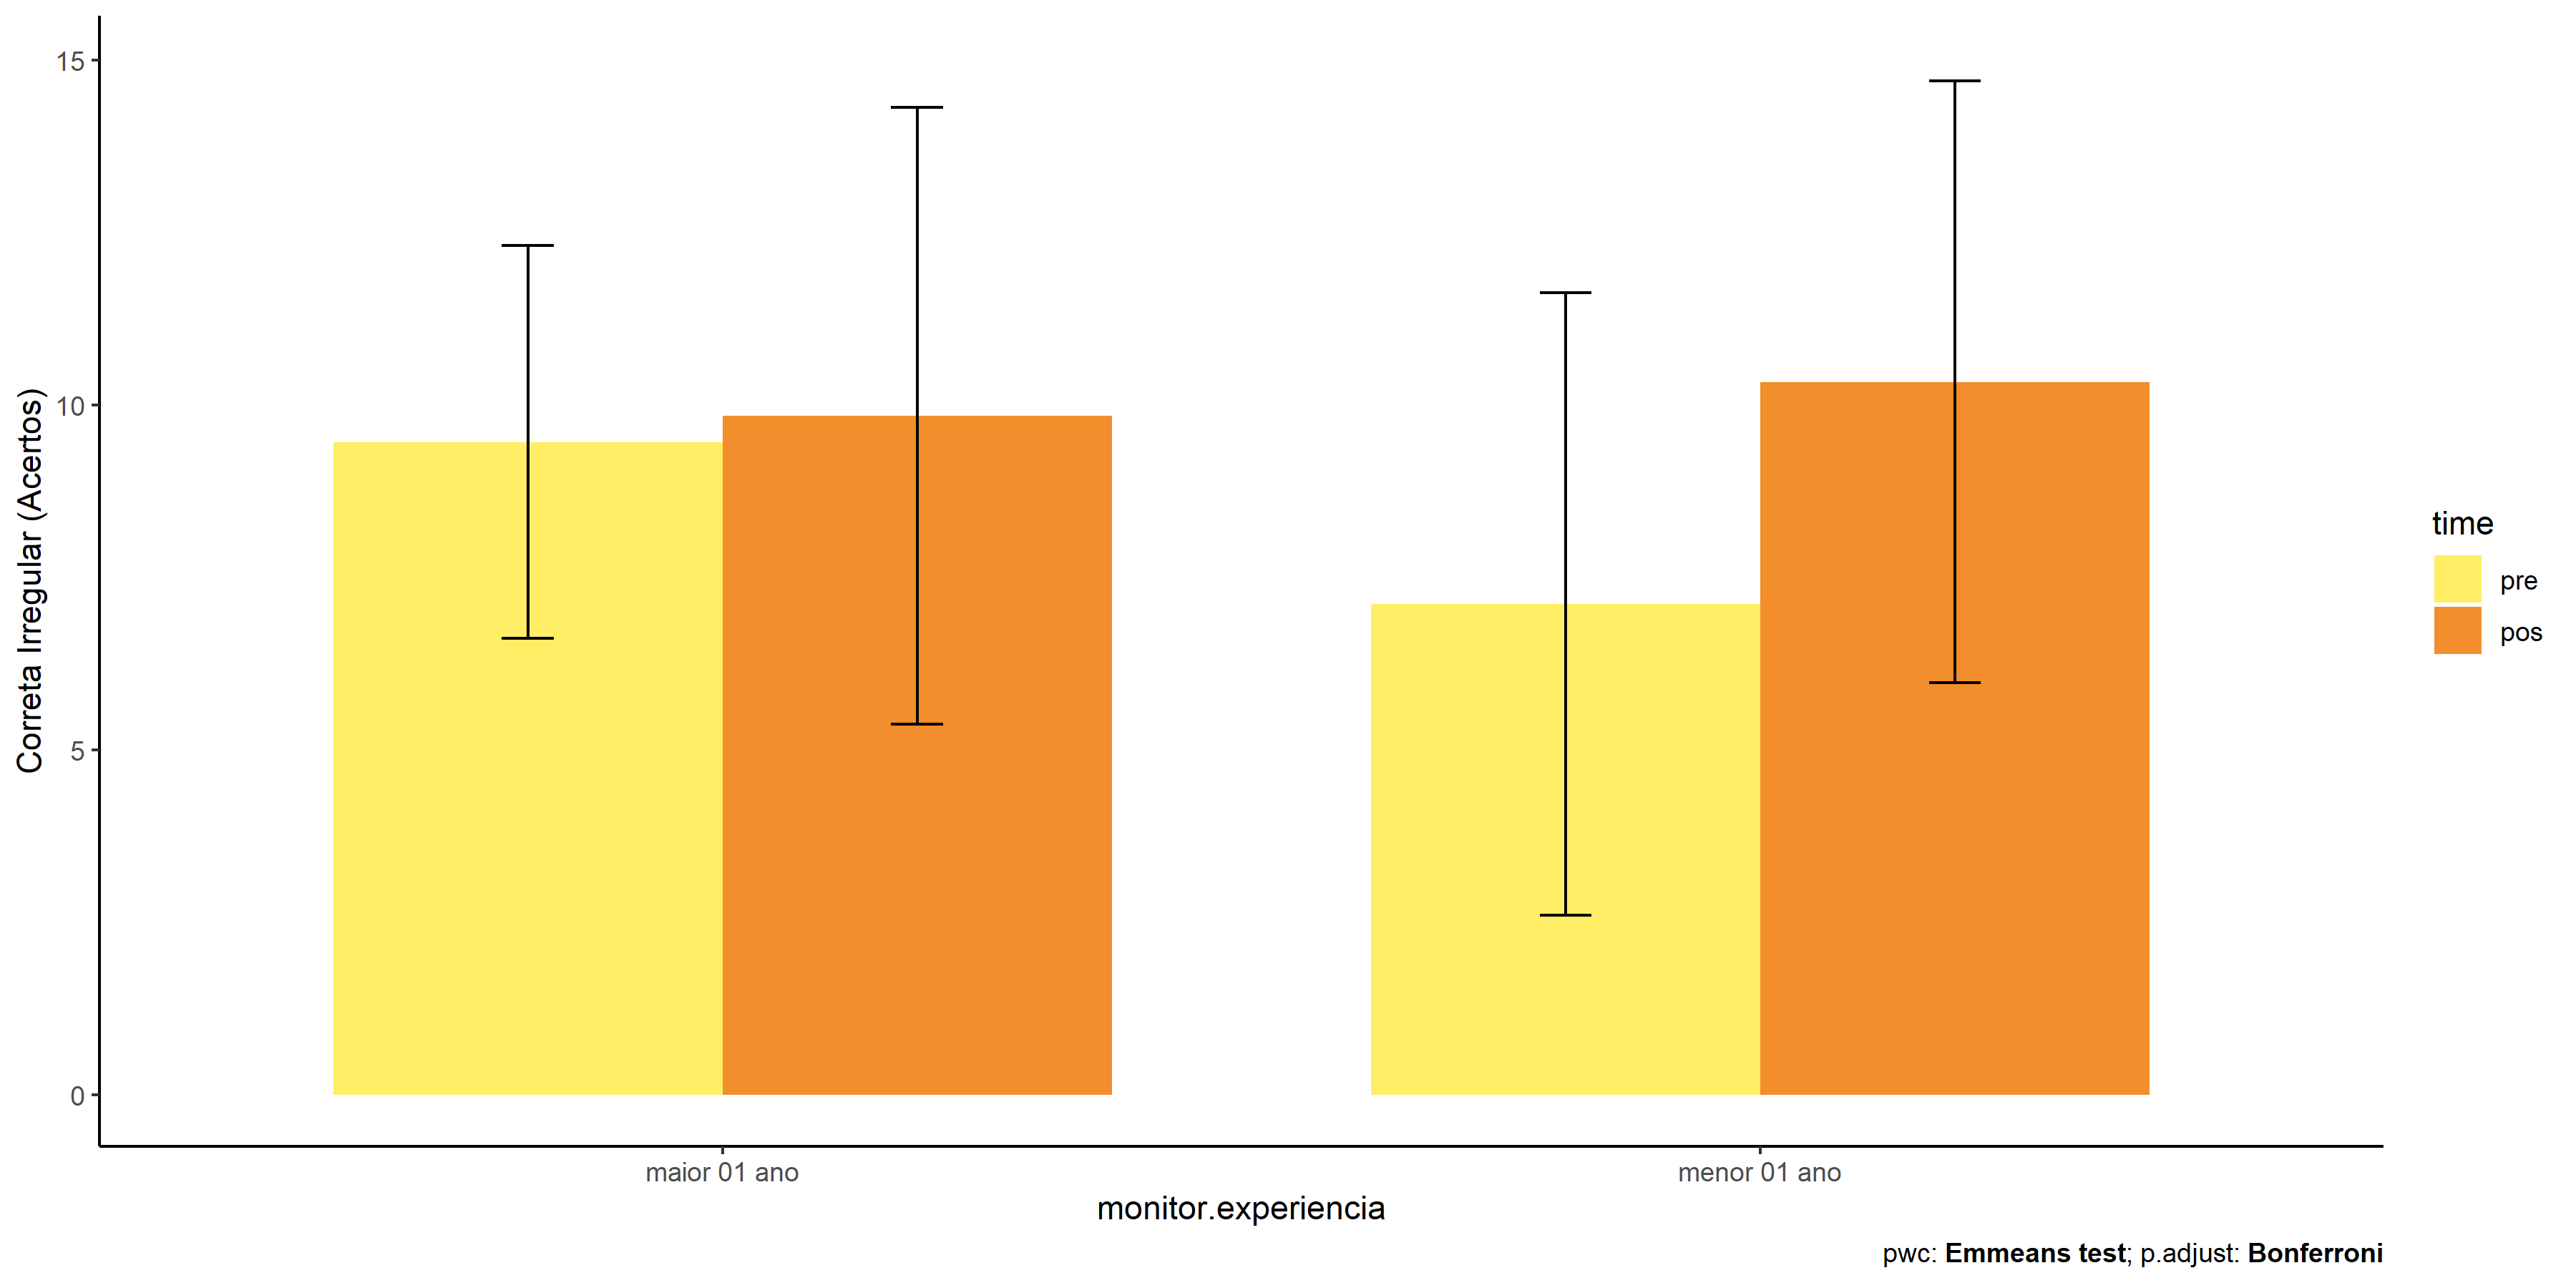 Correta Irregular (Acertos)
15
10
5
0
maior 01 ano
menor 01 ano
monitor.experiencia
time
pre
pos
pwc: Emmeans test; p.adjust: Bonferroni